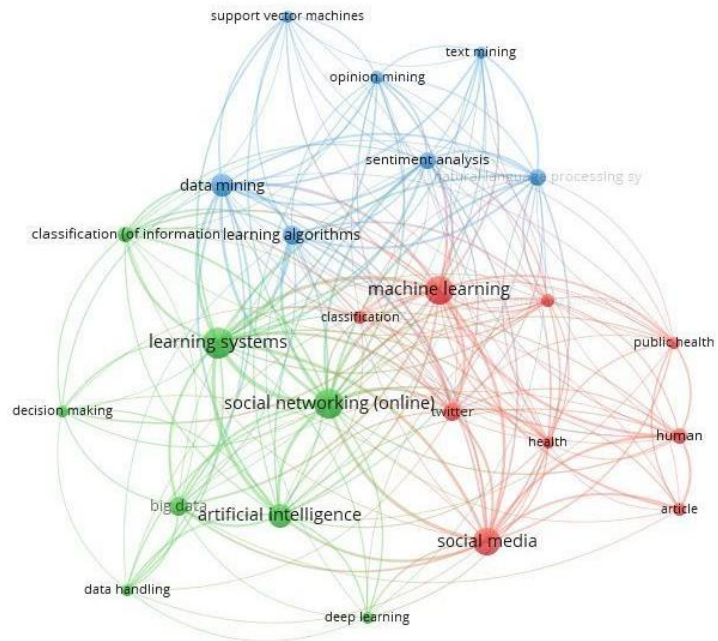 support vector machines
text mining
opinion mining
sentiment analysis
natural language processing sy
data mining
classification (of information
learning algorithms
machine learning
classification
learning systems
public health
social networking (online)
twitter
decision making
health
human
big data
artificial intelligence
article
social media
data handling
deep learning